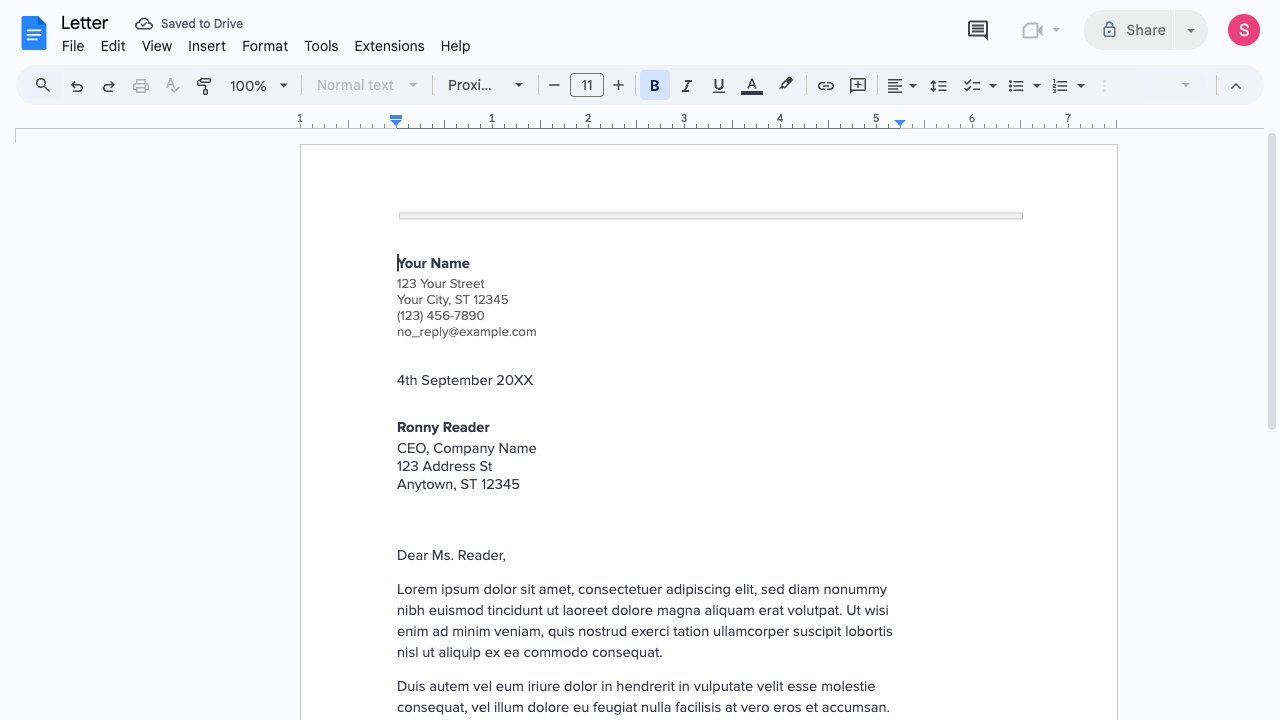 Letter
Saved to Drive
File Edit View Insert Format Tools Extensions Help
Share
S
100% Normal text Proxi... 11 B I U A
1 1 2 3 4 5 6 7
Your Name
123 Your Street
Your City, ST 12345
(123) 456-7890
no_reply@example.com
4th September 20XX
Ronny Reader
CEO, Company Name
123 Address St
Anytown, ST 12345
Dear Ms. Reader,
Lorem ipsum dolor sit amet, consectetuer adipiscing elit, sed diam nonummy
nibh euismod tincidunt ut laoreet dolore magna aliquam erat volutpat. Ut wisi
enim ad minim veniam, quis nostrud exerci tation ullamcorper suscipit lobortis
nisl ut aliquip ex ea commodo consequat.
Duis autem vel eum iriure dolor in hendrerit in vulputate velit esse molestie
consequat, vel illum dolore eu feugiat nulla facilisis at vero eros et accumsan.